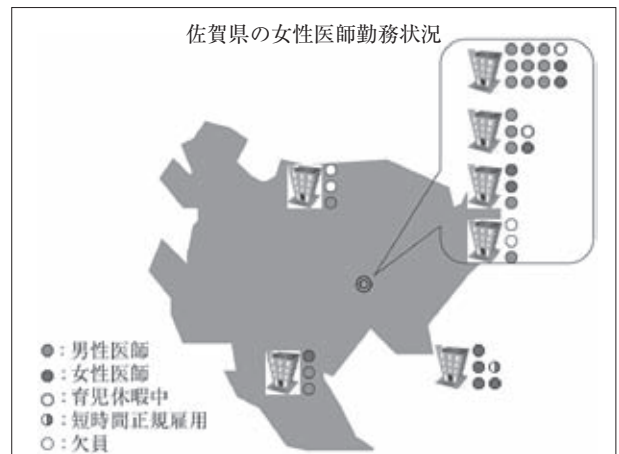 佐賀県の女性医師勤務状況
：男性医師
：女性医師
：育児休暇中
：短時間正規雇用
：欠員